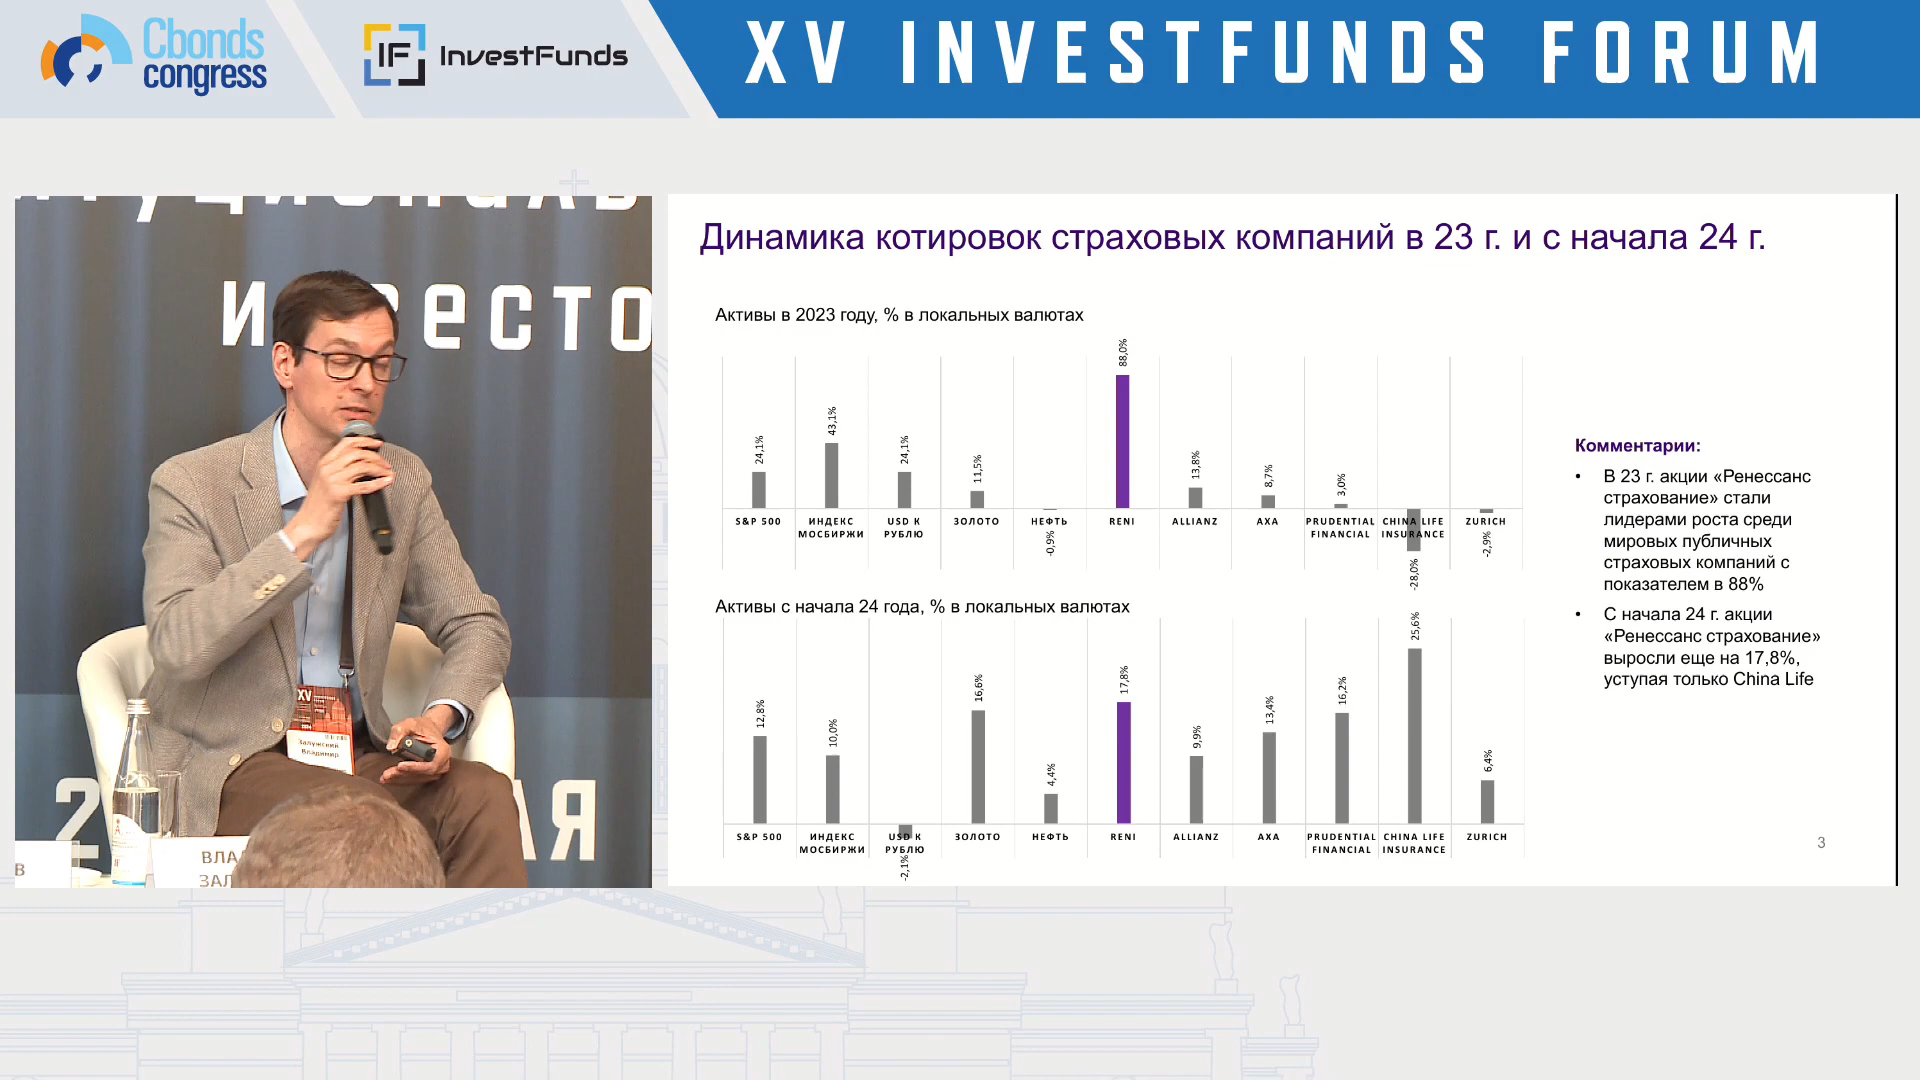 Cbonds
congress
IF InvestFunds
XV INVESTFUNDS FORUM
инвесто
XV
Залужский
Владимир
Динамика котировок страховых компаний в 23 г. и с начала 24 г.
Активы в 2023 году, % в локальных валютах
24,1% 43,1% 24,1% 11,5% -0,9% 88,0% 13,8% 8,7% 3,0% -28,0% -2,9%
S&P 500
ИНДЕКС
МОСБИРЖИ
USD К
РУБЛЮ
ЗОЛОТО
НЕФТЬ
RENI
ALLIANZ
AXA
PRUDENTIAL
FINANCIAL
CHINA LIFE
INSURANCE
ZURICH
Активы с начала 24 года, % в локальных валютах
12,8% 10,0% -2,1% 16,6% 4,4% 17,8% 9,9% 13,4% 16,2% 25,6% 6,4%
S&P 500
ИНДЕКС
МОСБИРЖИ
USD К
РУБЛЮ
ЗОЛОТО
НЕФТЬ
RENI
ALLIANZ
AXA
PRUDENTIAL
FINANCIAL
CHINA LIFE
INSURANCE
ZURICH
Комментарии:
• В 23 г. акции «Ренессанс
страхование» стали
лидерами роста среди
мировых публичных
страховых компаний с
показателем в 88%
• С начала 24 г. акции
«Ренессанс страхование»
выросли еще на 17,8%,
уступая только China Life
3